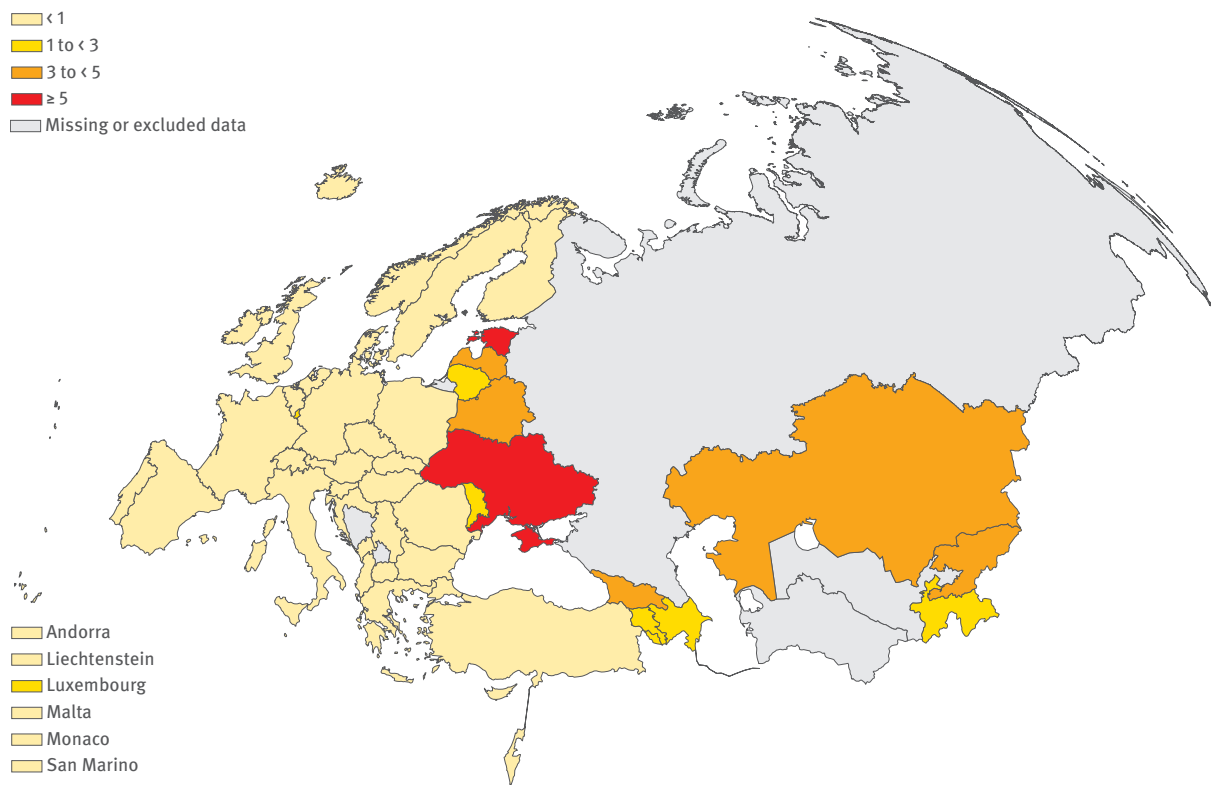 < 1
1 to < 3
3 to < 5
≥ 5
Missing or excluded data
Andorra
Liechtenstein
Luxembourg
Malta
Monaco
San Marino